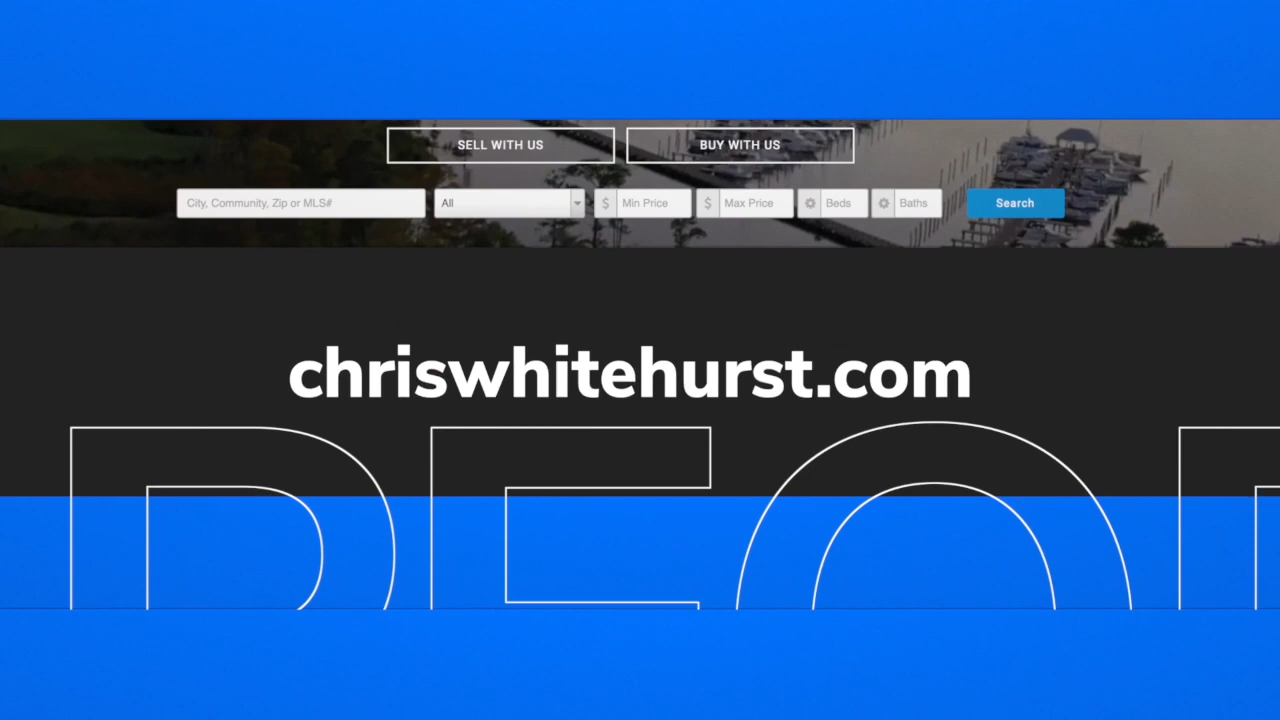 SELL WITH US BUY WITH US
City, Community, Zip or MLS# All $ Min Price $ Max Price Beds Baths Search
chriswhitehurst.com